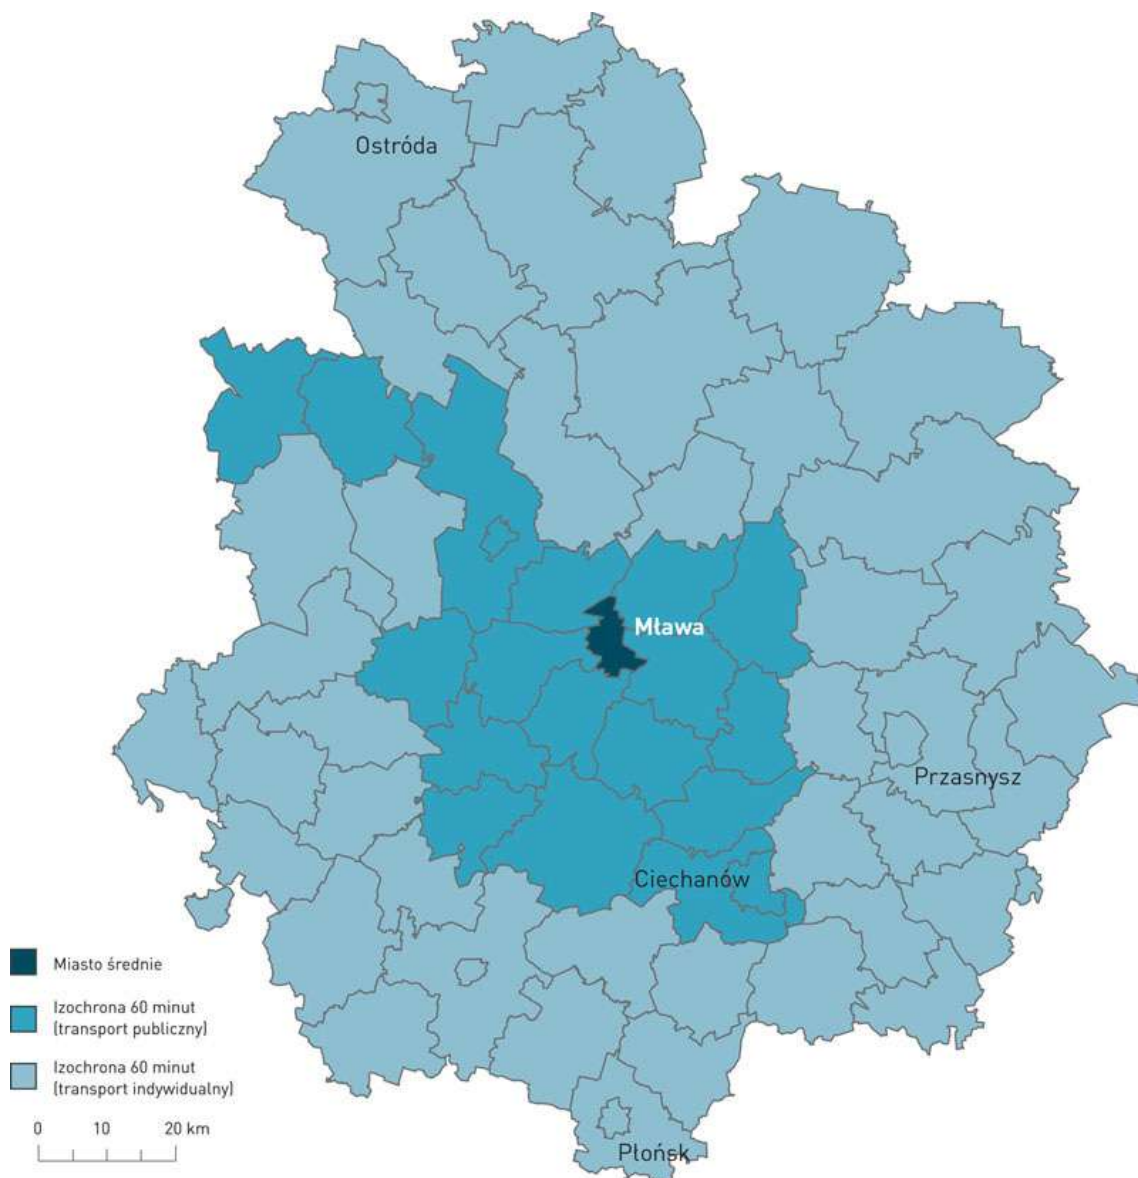 Ostróda
Mława
Przasnysz
Ciechanów
Miasto średnie
Izochrona 60 minut
(transport publiczny)
Izochrona 60 minut
(transport indywidualny)
0 10 20 km
Płońsk